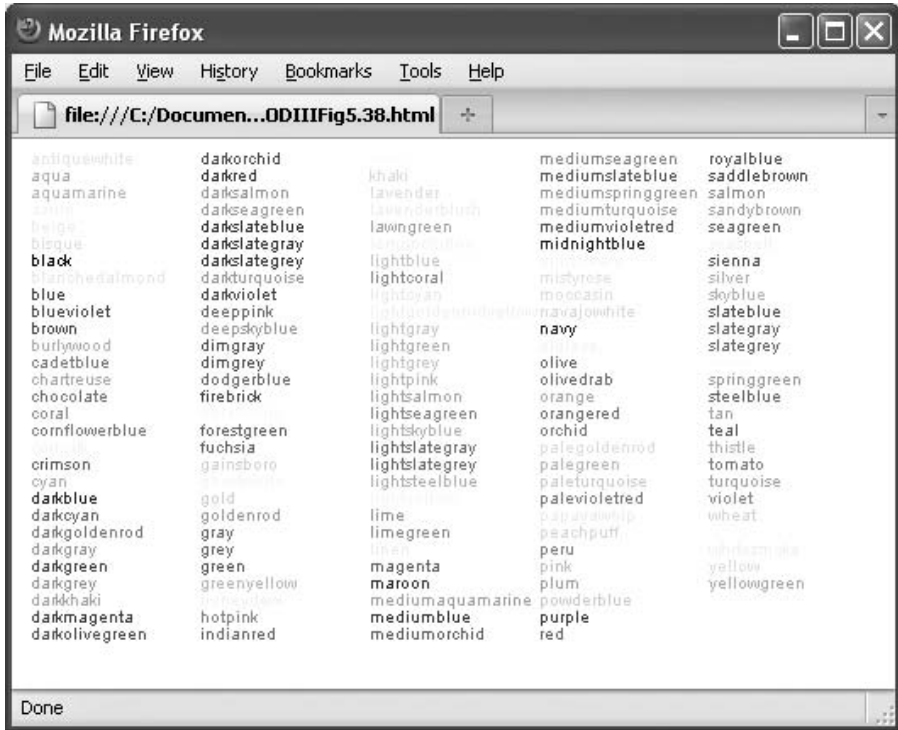 Mozilla Firefox
File Edit View History Bookmarks Tools Help
file:///C:/Documen...ODIIIFig5.38.html
antiquewhite
aqua
aquamarine
beige
bisque
black
blanchedalmond
blue
blueviolet
brown
burlywood
cadetblue
chartreuse
chocolate
coral
cornflowerblue
crimson
cyan
darkblue
darkcyan
darkgoldenrod
darkgray
darkgreen
darkgrey
darkkhaki
darkmagenta
darkolivegreen
darkorchid
darkred
darksalmon
darkseagreen
darkslateblue
darkslategray
darkslategrey
darkturquoise
darkviolet
deeppink
deepskyblue
dimgray
dimgrey
dodgerblue
firebrick
forestgreen
fuchsia
gainsboro
gold
goldenrod
gray
grey
green
greenyellow
hotpink
indianred
khaki
lavender
lavenderblush
lawngreen
lightblue
lightcoral
lightcyan
lightgoldenrodyellow
lightgray
lightgreen
lightgrey
lightpink
lightsalmon
lightseagreen
lightskyblue
lightslategray
lightslategrey
lightsteelblue
lime
limegreen
linen
magenta
maroon
mediumaquamarine
mediumblue
mediumorchid
mediumseagreen
mediumslateblue
mediumspringgreen
mediumturquoise
mediumvioletred
midnightblue
mistyrose
moccasin
navajowhite
navy
olive
olivedrab
orange
orangered
orchid
palegoldenrod
palegreen
paleturquoise
palevioletred
papayawhip
peachpuff
peru
pink
plum
powderblue
purple
red
royalblue
saddlebrown
salmon
sandybrown
seagreen
sienna
silver
skyblue
slateblue
slategray
slategrey
springgreen
steelblue
tan
teal
thistle
tomato
turquoise
violet
wheat
whitesmoke
yellow
yellowgreen
Done